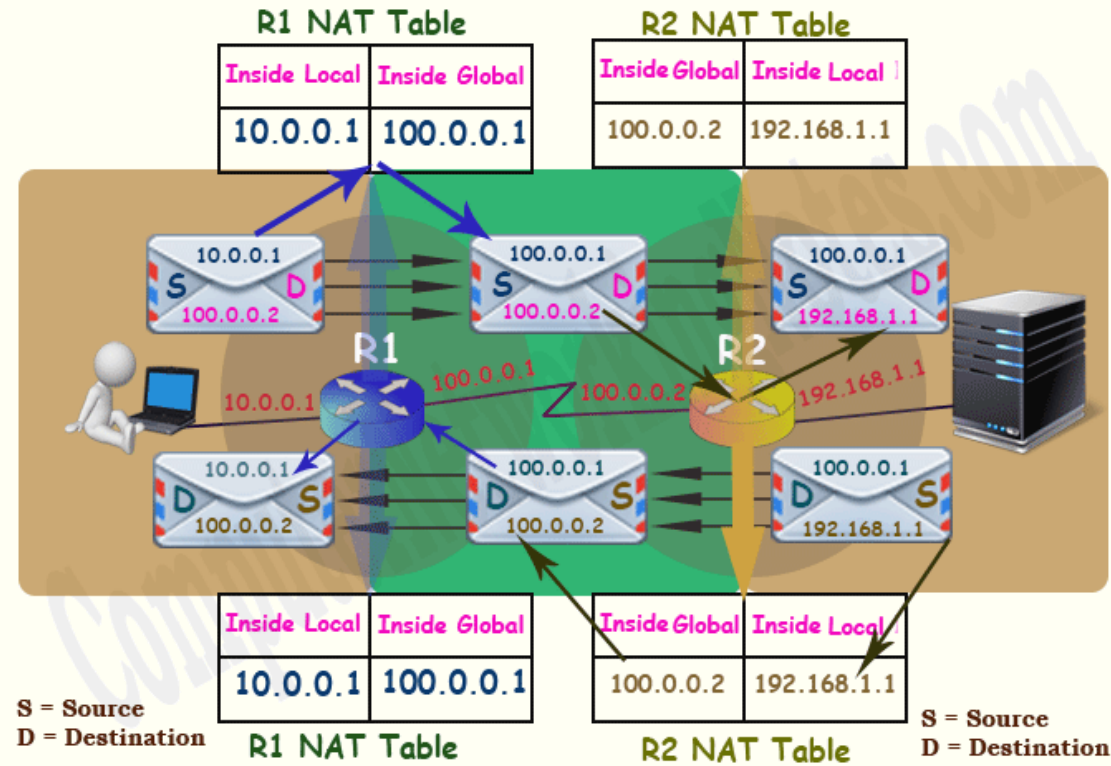 R1 NAT Table
R2 NAT Table
Inside Local Inside Global
Inside Global Inside Local
10.0.0.1 100.0.0.1
100.0.0.2 192.168.1.1
10.0.0.1
S D
100.0.0.2
100.0.0.1
S D
100.0.0.2
100.0.0.1
S D
192.168.1.1
R1
R2
10.0.0.1
100.0.0.1
100.0.0.2
192.168.1.1
10.0.0.1
D S
100.0.0.2
100.0.0.1
D S
100.0.0.2
100.0.0.1
D S
192.168.1.1
Inside Local Inside Global
Inside Global Inside Local
10.0.0.1 100.0.0.1
100.0.0.2 192.168.1.1
S = Source
D = Destination
R1 NAT Table
R2 NAT Table
S = Source
D = Destination